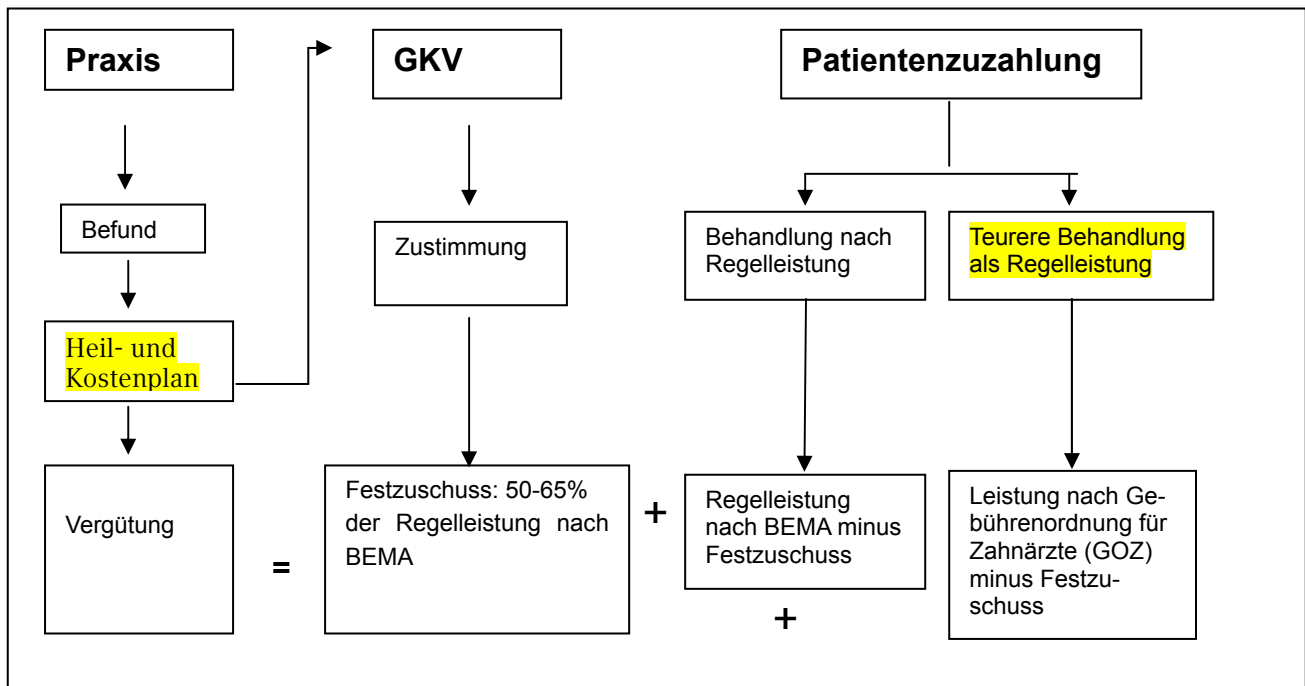 Praxis
GKV
Patientenzuzahlung
Befund
Zustimmung
Behandlung nach
Regelleistung
Teurere Behandlung
als Regelleistung
Heil- und
Kostenplan
Vergütung
=
Festzuschuss: 50-65%
der Regelleistung nach
BEMA
+
Regelleistung
nach BEMA minus
Festzuschuss
+
Leistung nach Ge-
bührenordnung für
Zahnärzte (GOZ)
minus Festzu-
schuss